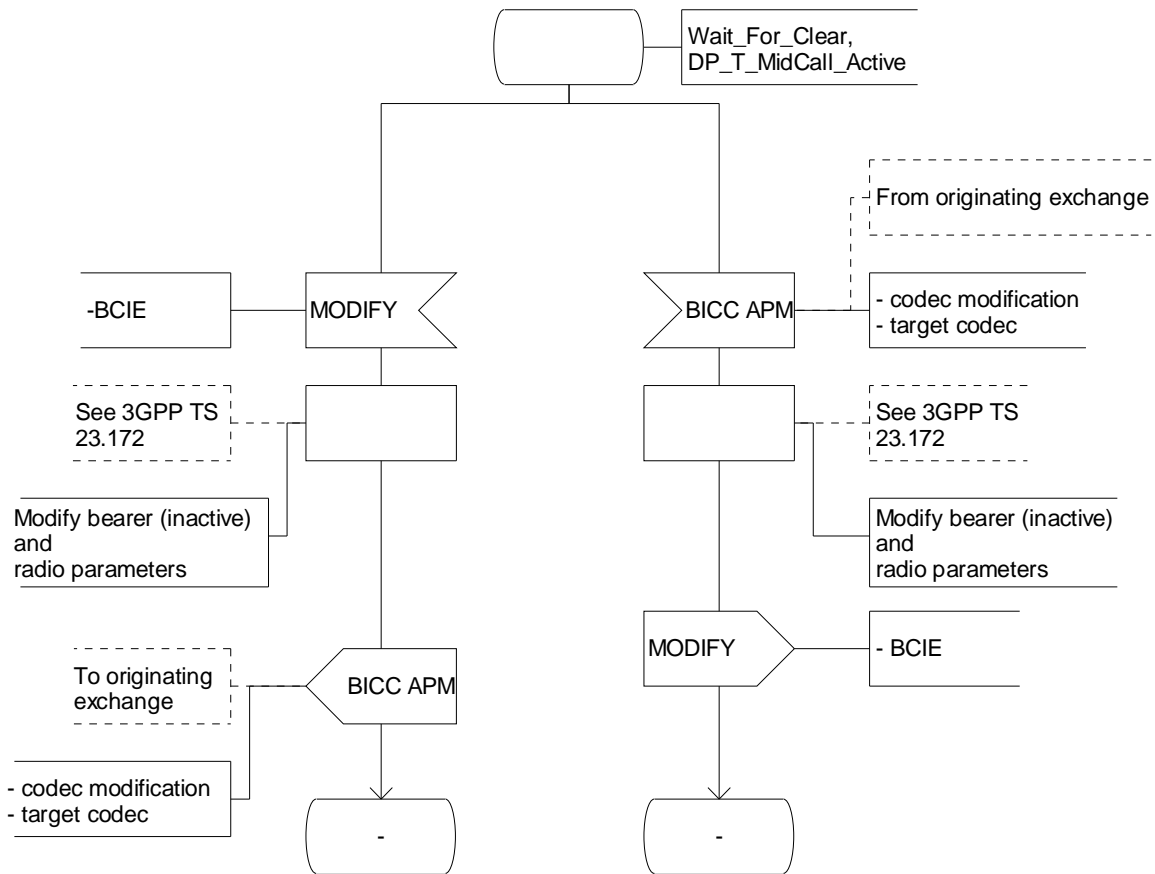 Wait_For_Clear,
DP_T_MidCall_Active
From originating exchange
-BCIE
MODIFY
BICC APM
- codec modification
- target codec
See 3GPP TS
23.172
See 3GPP TS
23.172
Modify bearer (inactive)
and
radio parameters
Modify bearer (inactive)
and
radio parameters
MODIFY
- BCIE
To originating
exchange
BICC APM
- codec modification
- target codec
-
-